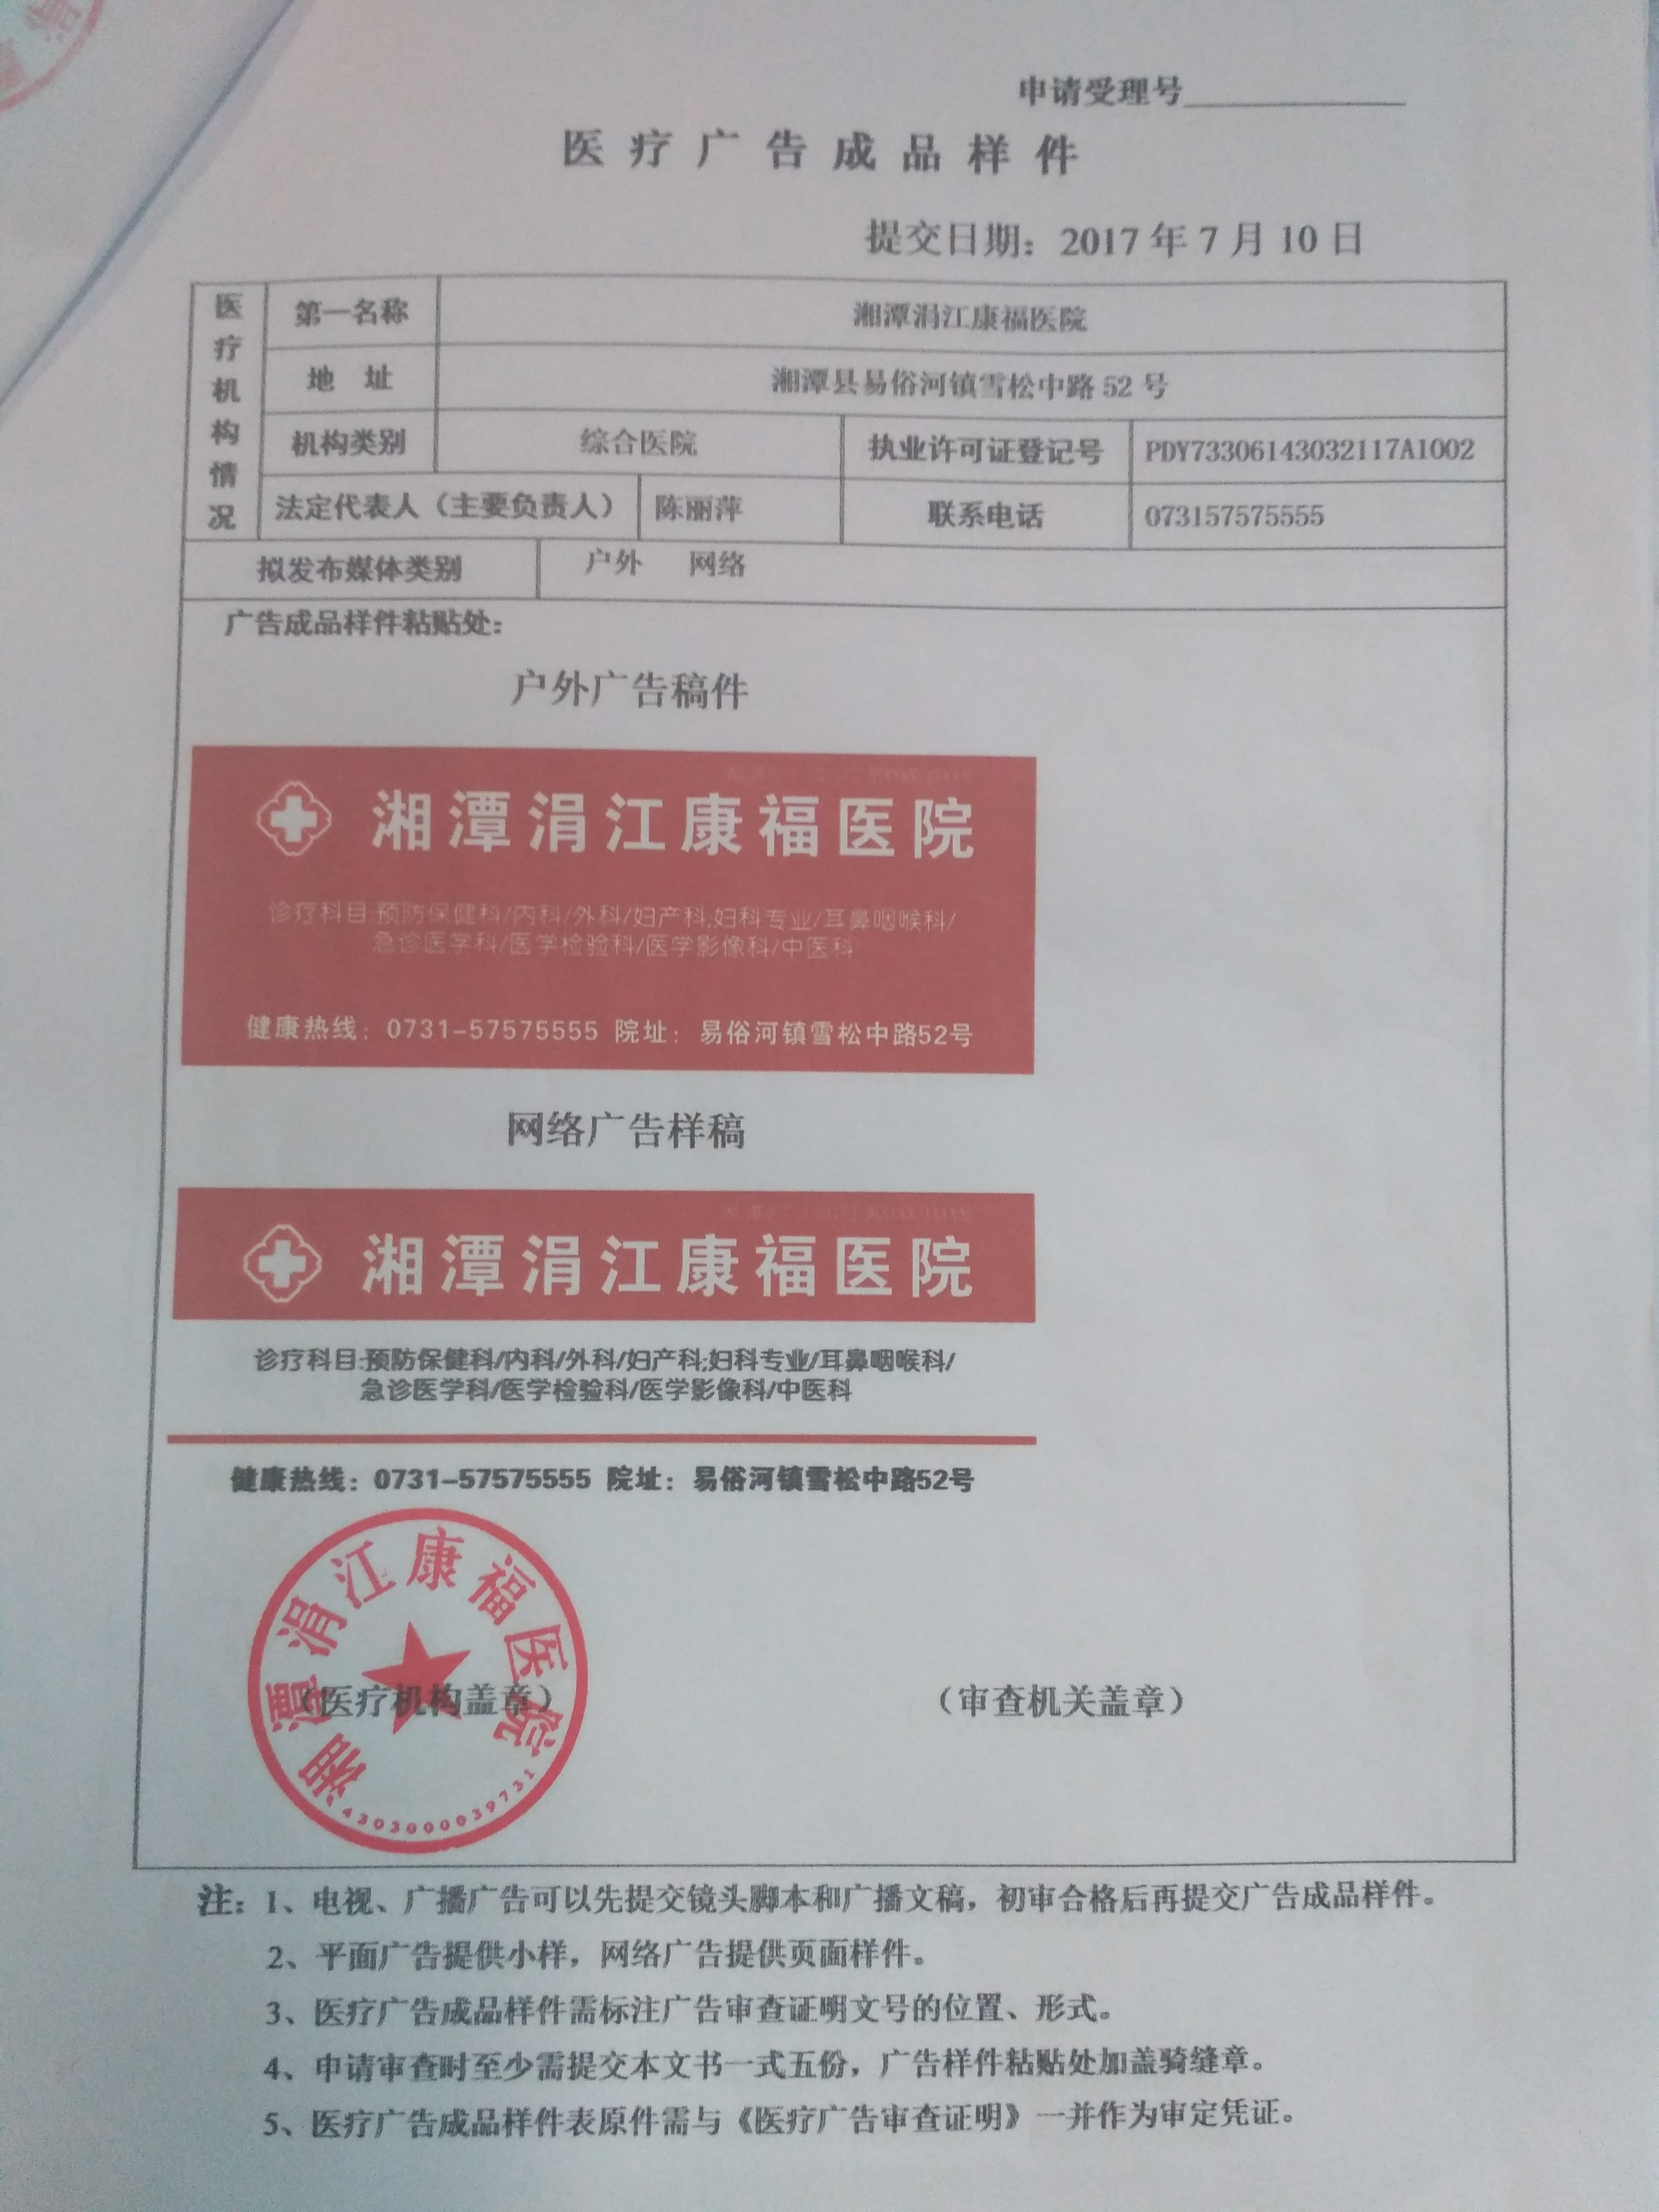 申请受理号
医疗广告成品样件
提交日期：2017年7月10日
医疗机构情况
第一名称 湘潭涓江康福医院
地 址 湘潭县易俗河镇雪松中路52号
机构类别 综合医院 执业许可证登记号 PDY73306143032117A1002
法定代表人（主要负责人） 陈丽萍 联系电话 073157575555
拟发布媒体类别 户外 网络
广告成品样件粘贴处：
户外广告稿件
湘潭涓江康福医院
诊疗科目:预防保健科/内科/外科/妇产科;妇科专业/耳鼻咽喉科/
急诊医学科/医学检验科/医学影像科/中医科
健康热线：0731-57575555 院址：易俗河镇雪松中路52号
网络广告样稿
湘潭涓江康福医院
诊疗科目:预防保健科/内科/外科/妇产科;妇科专业/耳鼻咽喉科/
急诊医学科/医学检验科/医学影像科/中医科
健康热线：0731-57575555 院址：易俗河镇雪松中路52号
湘潭涓江康福医院
（医疗机构盖章） （审查机关盖章）
4303000039731
注：1、电视、广播广告可以先提交镜头脚本和广播文稿，初审合格后再提交广告成品样件。
2、平面广告提供小样，网络广告提供页面样件。
3、医疗广告成品样件需标注广告审查证明文号的位置、形式。
4、申请审查时至少需提交本文书一式五份，广告样件粘贴处加盖骑缝章。
5、医疗广告成品样件表原件需与《医疗广告审查证明》一并作为审定凭证。